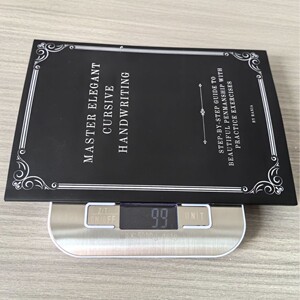 MASTER ELEGANT
CURSIVE
HANDWRITING
STEP-BY-STEP GUIDE TO
BEAUTIFUL PENMANSHIP WITH
PRACTICE EXERCISES
99